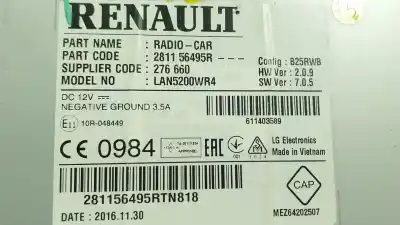 RENAULT
PART NAME : RADIO-CAR
PART CODE : 2811 56495R ---
SUPPLIER CODE : 276 660
MODEL NO : LAN5200WR4
Config : B25RWB
HW Ver : 2.0.9
SW Ver : 7.0.5
DC 12V
NEGATIVE GROUND 3.5A
611403589
E11 10R-048449
CE 0984
EAC
LG Electronics
Made in Vietnam
281156495RTN818
DATE : 2016.11.30
CAP
MEZ64202507